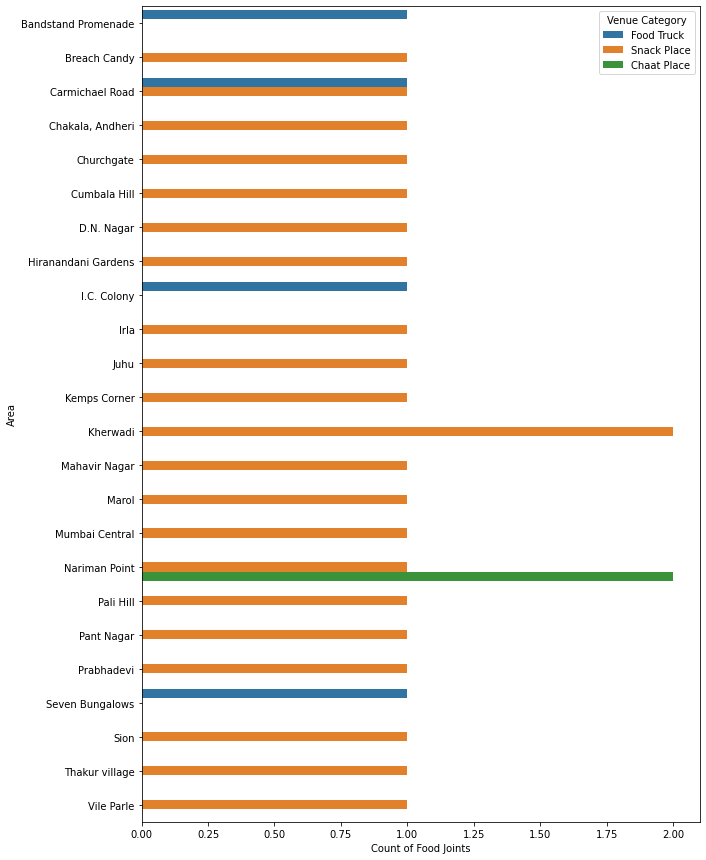 Venue Category
Food Truck
Snack Place
Chaat Place
Area
Bandstand Promenade
Breach Candy
Carmichael Road
Chakala, Andheri
Churchgate
Cumbala Hill
D.N. Nagar
Hiranandani Gardens
I.C. Colony
Irla
Juhu
Kemps Corner
Kherwadi
Mahavir Nagar
Marol
Mumbai Central
Nariman Point
Pali Hill
Pant Nagar
Prabhadevi
Seven Bungalows
Sion
Thakur village
Vile Parle
0.00 0.25 0.50 0.75 1.00 1.25 1.50 1.75 2.00
Count of Food Joints